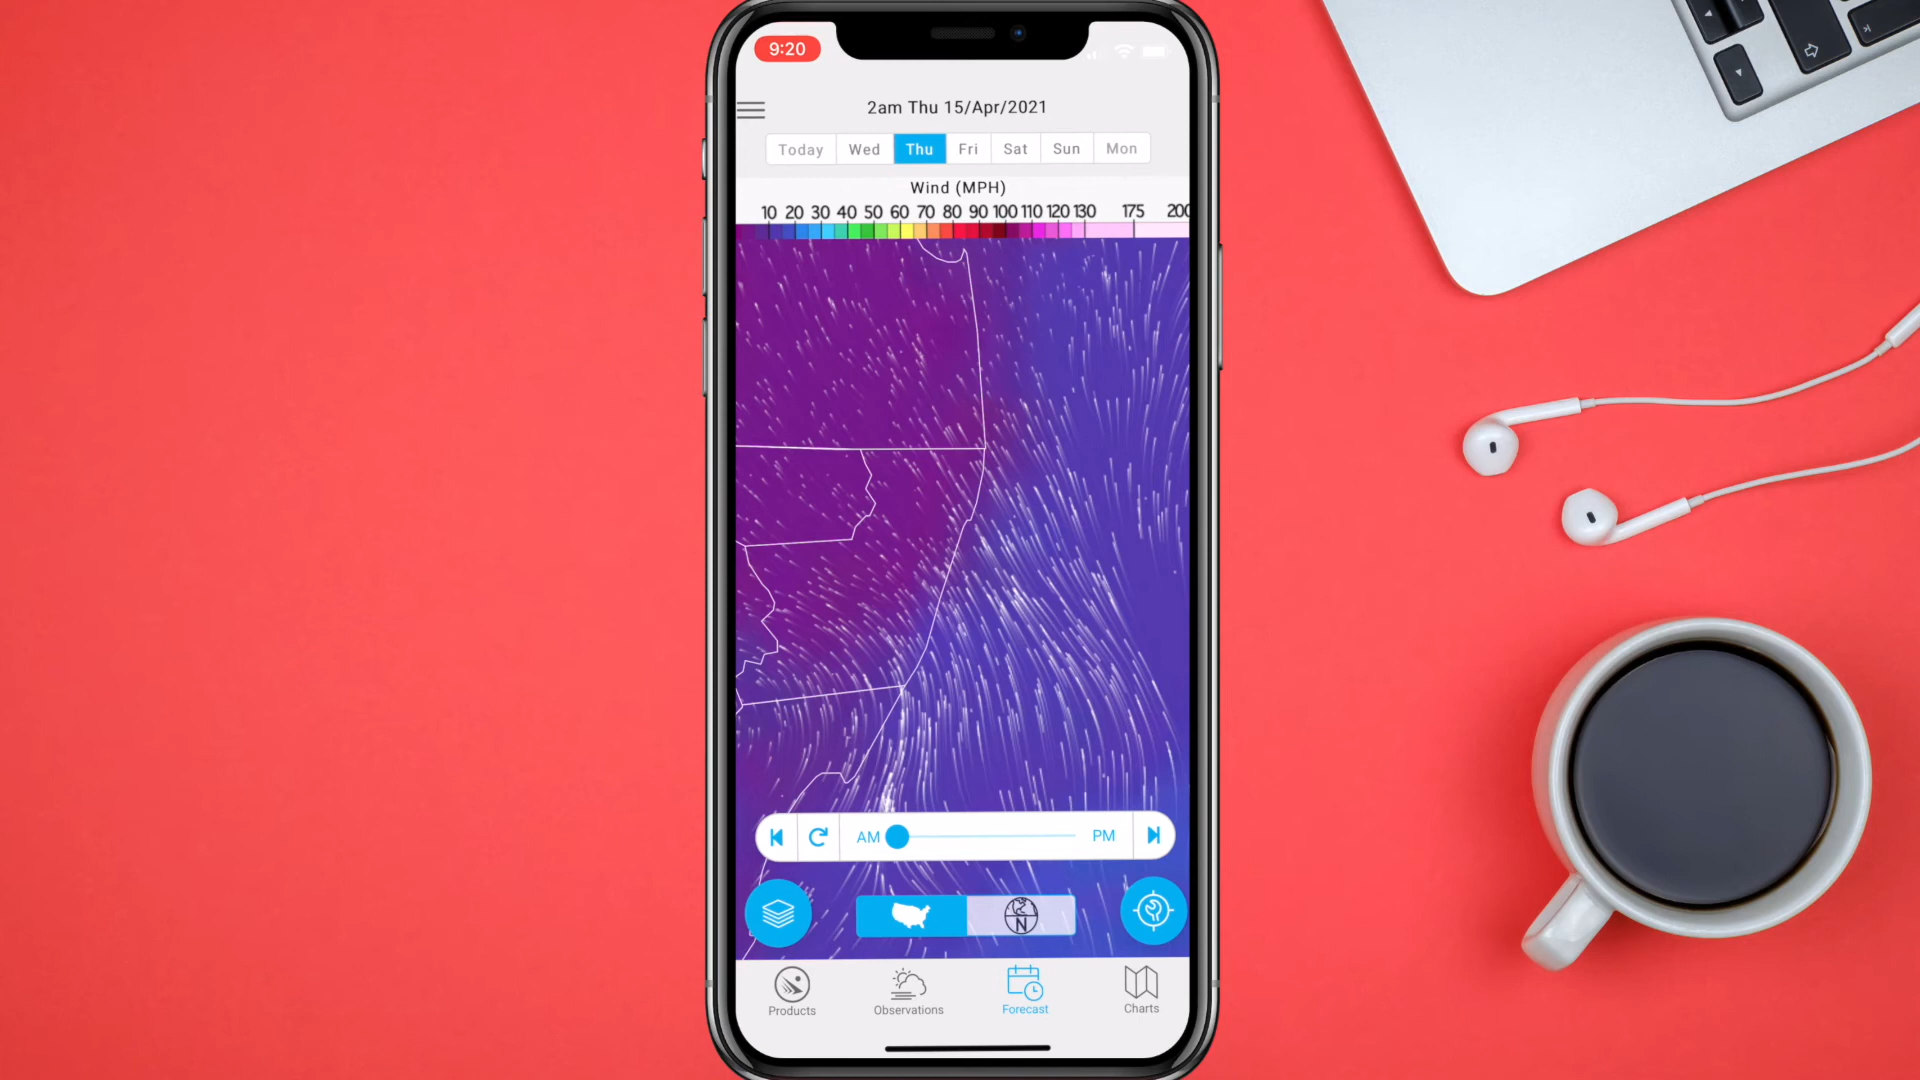 9:20
2am Thu 15/Apr/2021
Today Wed Thu Fri Sat Sun Mon
Wind (MPH)
10 20 30 40 50 60 70 80 90 100 110 120 130 175 200
AM PM
N
Products Observations Forecast Charts